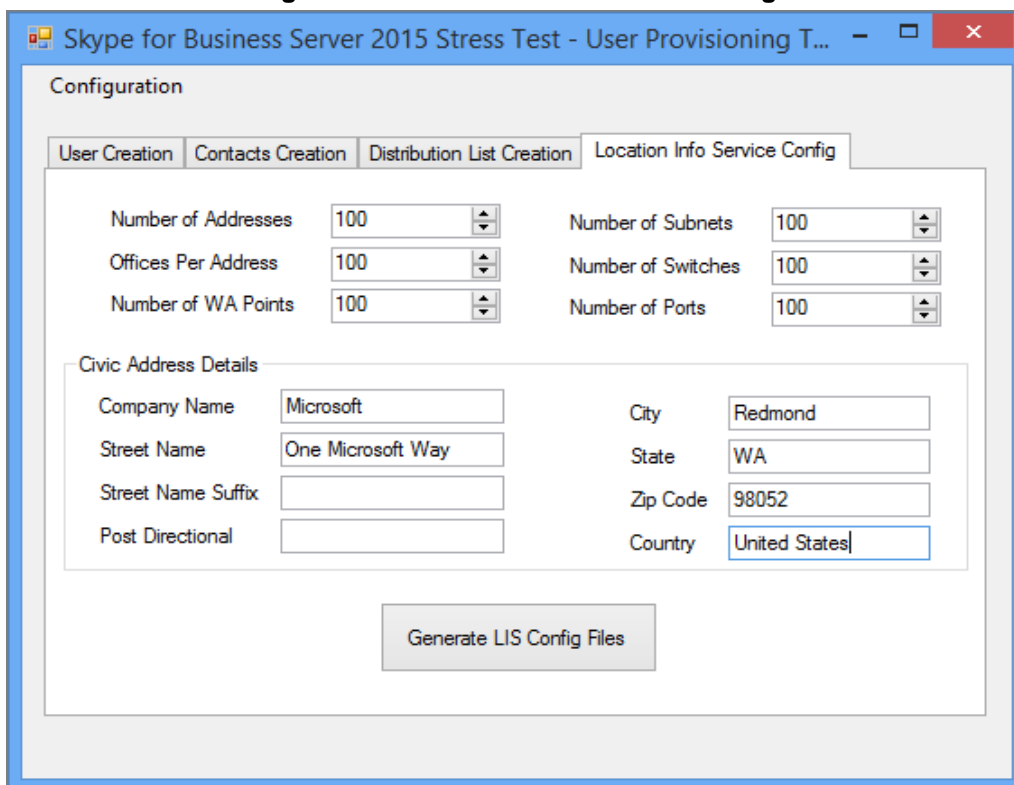 Skype for Business Server 2015 Stress Test - User Provisioning T...
Configuration
User Creation Contacts Creation Distribution List Creation Location Info Service Config
Number of Addresses 100 Number of Subnets 100
Offices Per Address 100 Number of Switches 100
Number of WA Points 100 Number of Ports 100
Civic Address Details
Company Name Microsoft City Redmond
Street Name One Microsoft Way State WA
Street Name Suffix Zip Code 98052
Post Directional Country United States
Generate LIS Config Files